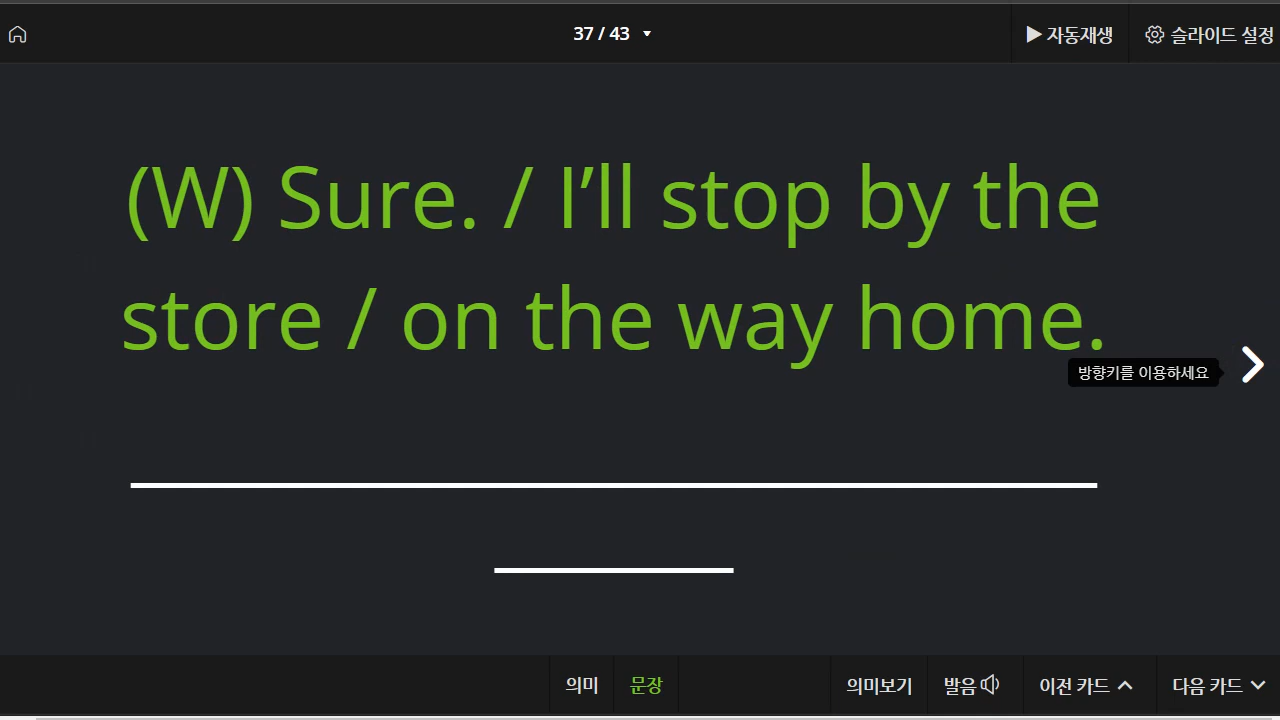 37 / 43
자동재생
슬라이드 설정
(W) Sure. / I’ll stop by the
store / on the way home.
방향키를 이용하세요
의미
문장
의미보기
발음
이전 카드
다음 카드